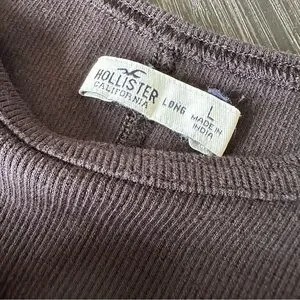 HOLLISTER
CALIFORNIA
LONG
L
MADE IN
INDIA